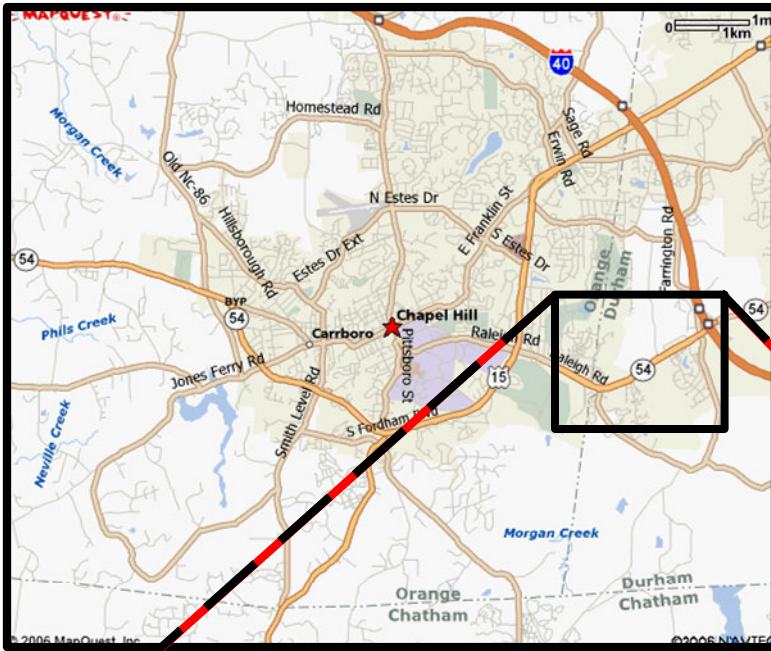 MAPQUEST
1m
0
1km
40
Homestead Rd
Sage Rd
Erwin Rd
Morgan Creek
Old Nc-86
N Estes Dr
E Franklin St
Hillsborough Rd
S Estes Dr
Estes Dr Ext
Farrington Rd
Orange
Durham
54
BYP
54
Chapel Hill
54
Phils Creek
Carrboro
Pittsboro St
Raleigh Rd
Raleigh Rd
54
15
Jones Ferry Rd
Smith Level Rd
S Fordham Blvd
Neville Creek
Morgan Creek
Orange
Chatham
Durham
Chatham
© 2006 MapQuest, Inc
©2006 NAVTEQ